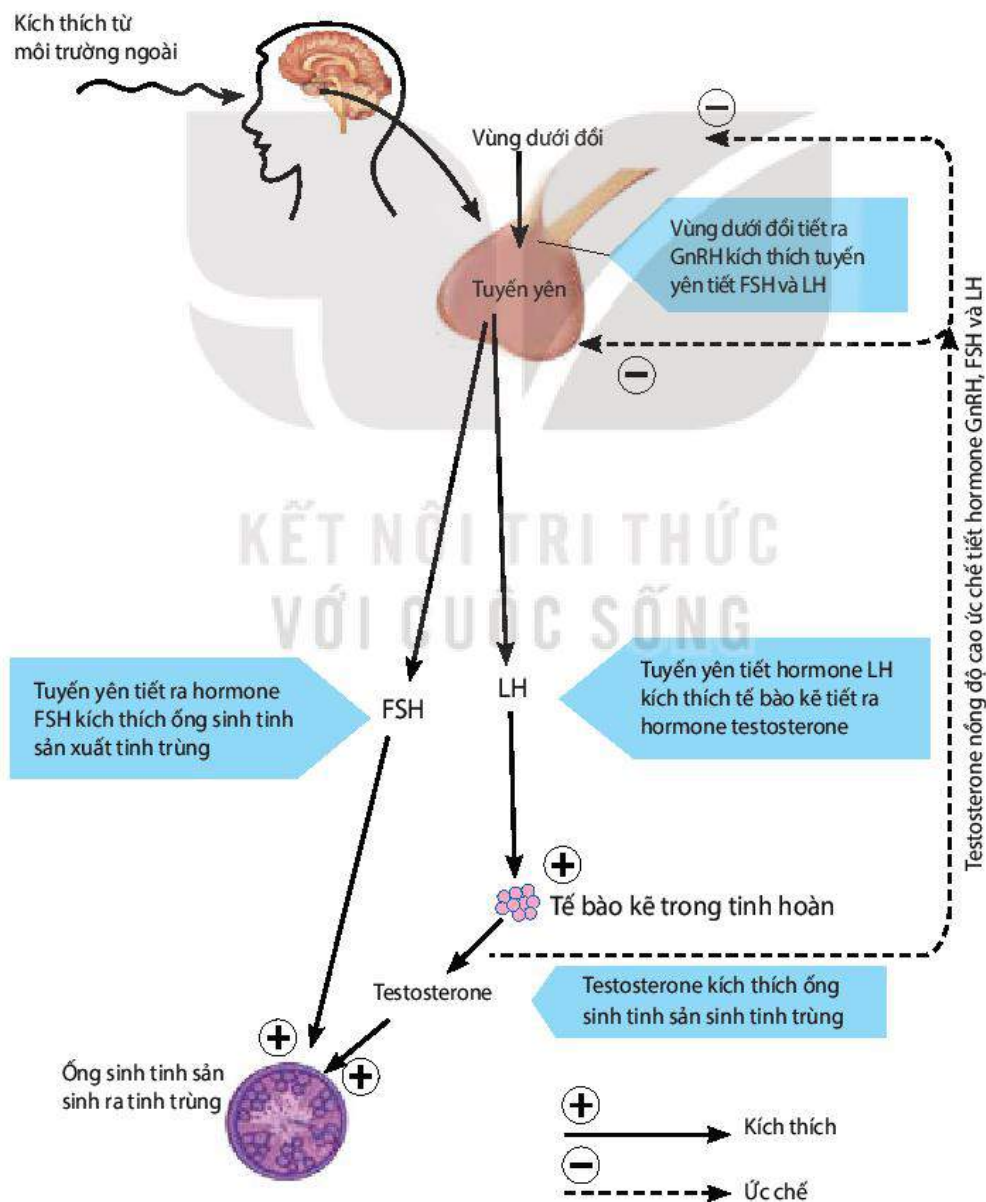 Kích thích từ
môi trường ngoài
Vùng dưới đồi
Vùng dưới đồi tiết ra
GnRH kích thích tuyến
yên tiết FSH và LH
Tuyến yên
KẾT NỐI TRI THỨC
VỚI CUỘC SỐNG
Tuyến yên tiết ra hormone
FSH kích thích ống sinh tinh
sản xuất tinh trùng
FSH
LH
Tuyến yên tiết hormone LH
kích thích tế bào kẽ tiết ra
hormone testosterone
Testosterone nồng độ cao ức chế tiết hormone GnRH, FSH và LH
Tế bào kẽ trong tinh hoàn
Testosterone
Testosterone kích thích ống
sinh tinh sản sinh tinh trùng
Ống sinh tinh sản
sinh ra tinh trùng
Kích thích
Ức chế